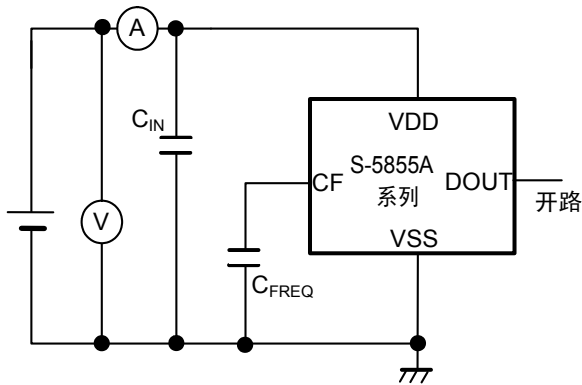 A
CIN
VDD
S-5855A
系列
CF
DOUT
开路
V
VSS
CFREQ